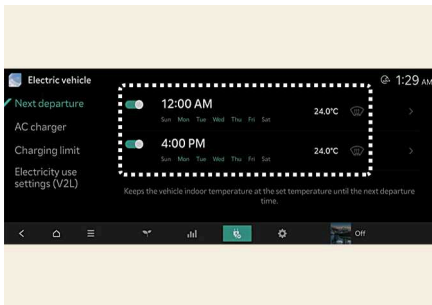 Electric vehicle
1:29 AM
Next departure
AC charger
Charging limit
Electricity use
settings (V2L)
12:00 AM
Sun Mon Tue Wed Thu Fri Sat
24.0°C
4:00 PM
Sun Mon Tue Wed Thu Fri Sat
24.0°C
Keeps the vehicle indoor temperature at the set temperature until the next departure
time.
Off